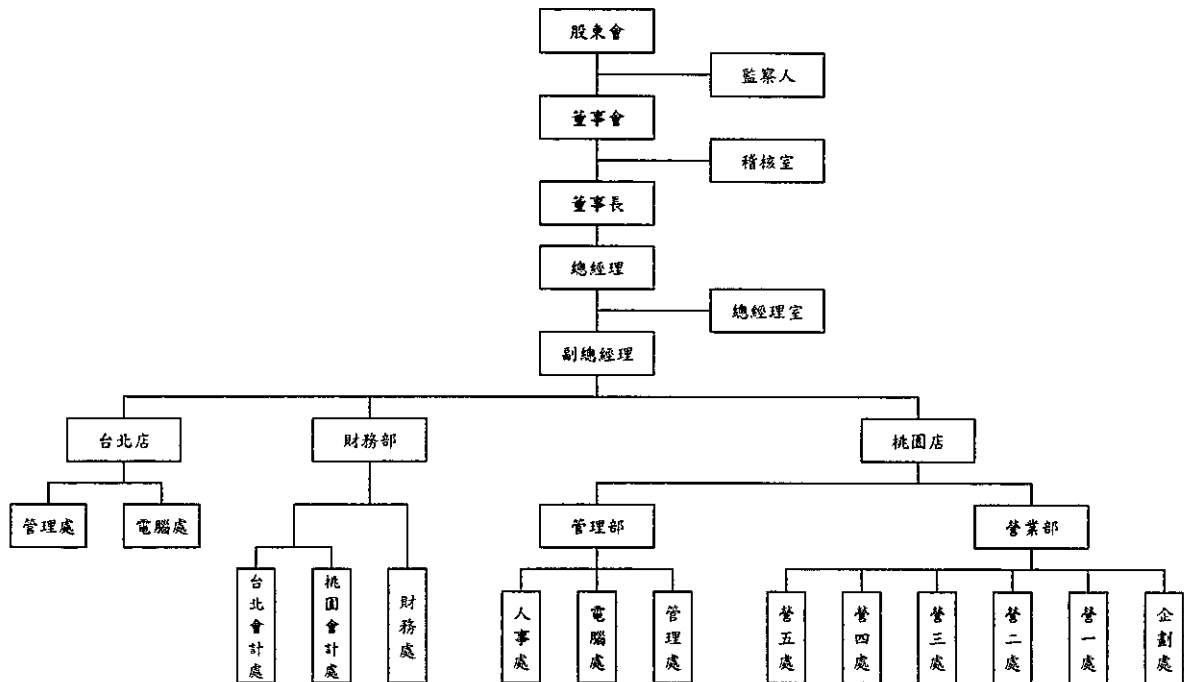 股東會
監察人
董事會
稽核室
董事長
總經理
總經理室
副總經理
台北店
財務部
桃園店
管理處
電腦處
管理部
營業部
台北會計處
桃園會計處
財務處
人事處
電腦處
管理處
營五處
營四處
營三處
營二處
營一處
企劃處